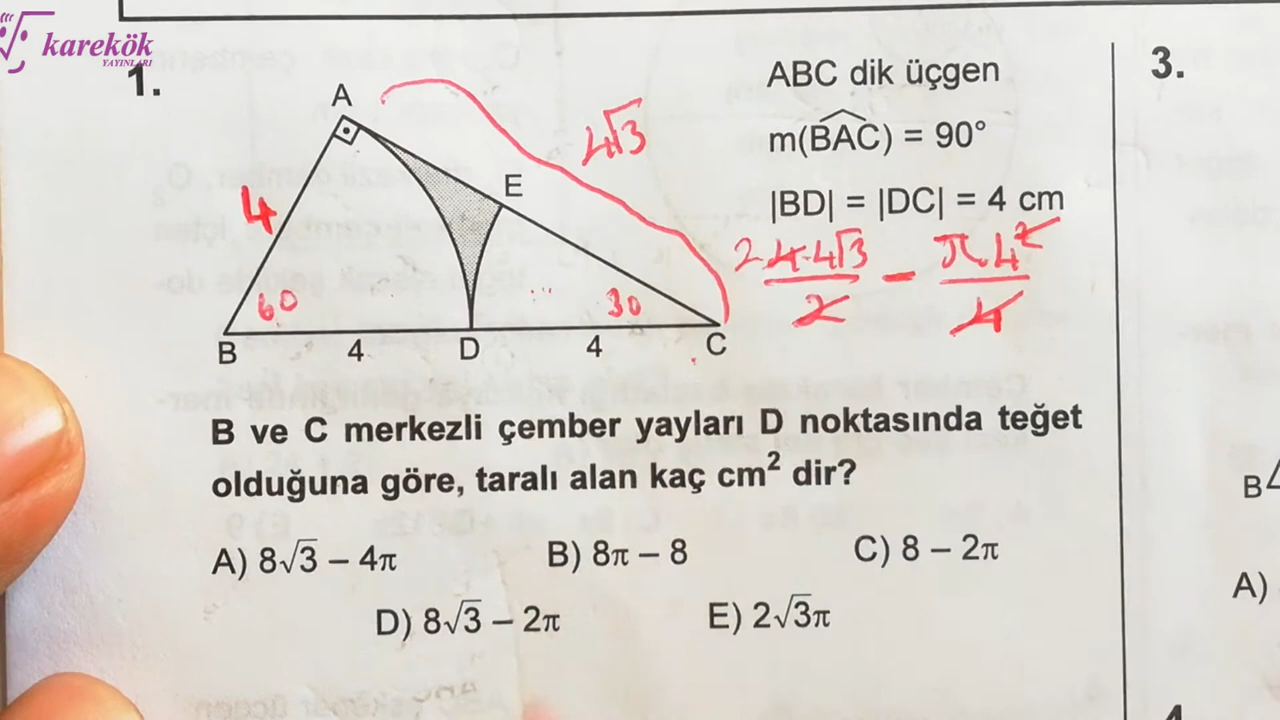 karekök
YAYINLARI
1.
A
4√3
E
4
60
30
B
4
D
4
C
ABC dik üçgen
m(BAC) = 90°
|BD| = |DC| = 4 cm
2 4·4√3 / 2 − π.4² / 4
B ve C merkezli çember yayları D noktasında teğet
olduğuna göre, taralı alan kaç cm² dir?
A) 8√3 – 4π B) 8π – 8 C) 8 – 2π
D) 8√3 – 2π E) 2√3π
3.
B
A)